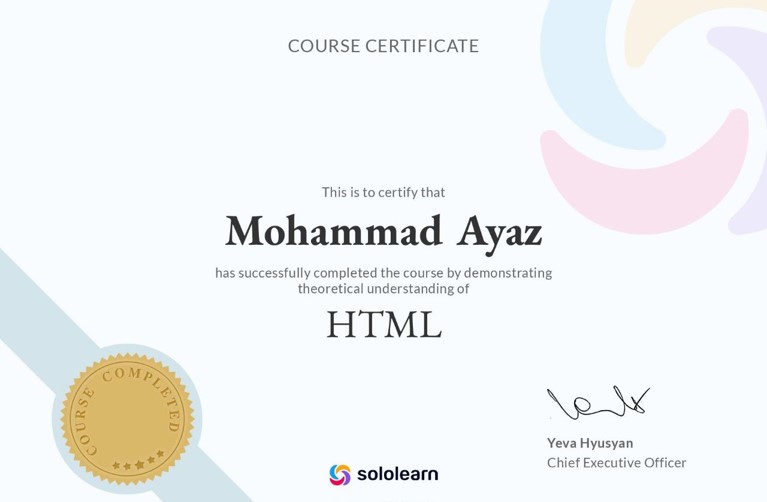 COURSE CERTIFICATE
This is to certify that
Mohammad Ayaz
has successfully completed the course by demonstrating
theoretical understanding of
HTML
COURSE COMPLETED
Yeva Hyusyan
Chief Executive Officer
sololearn